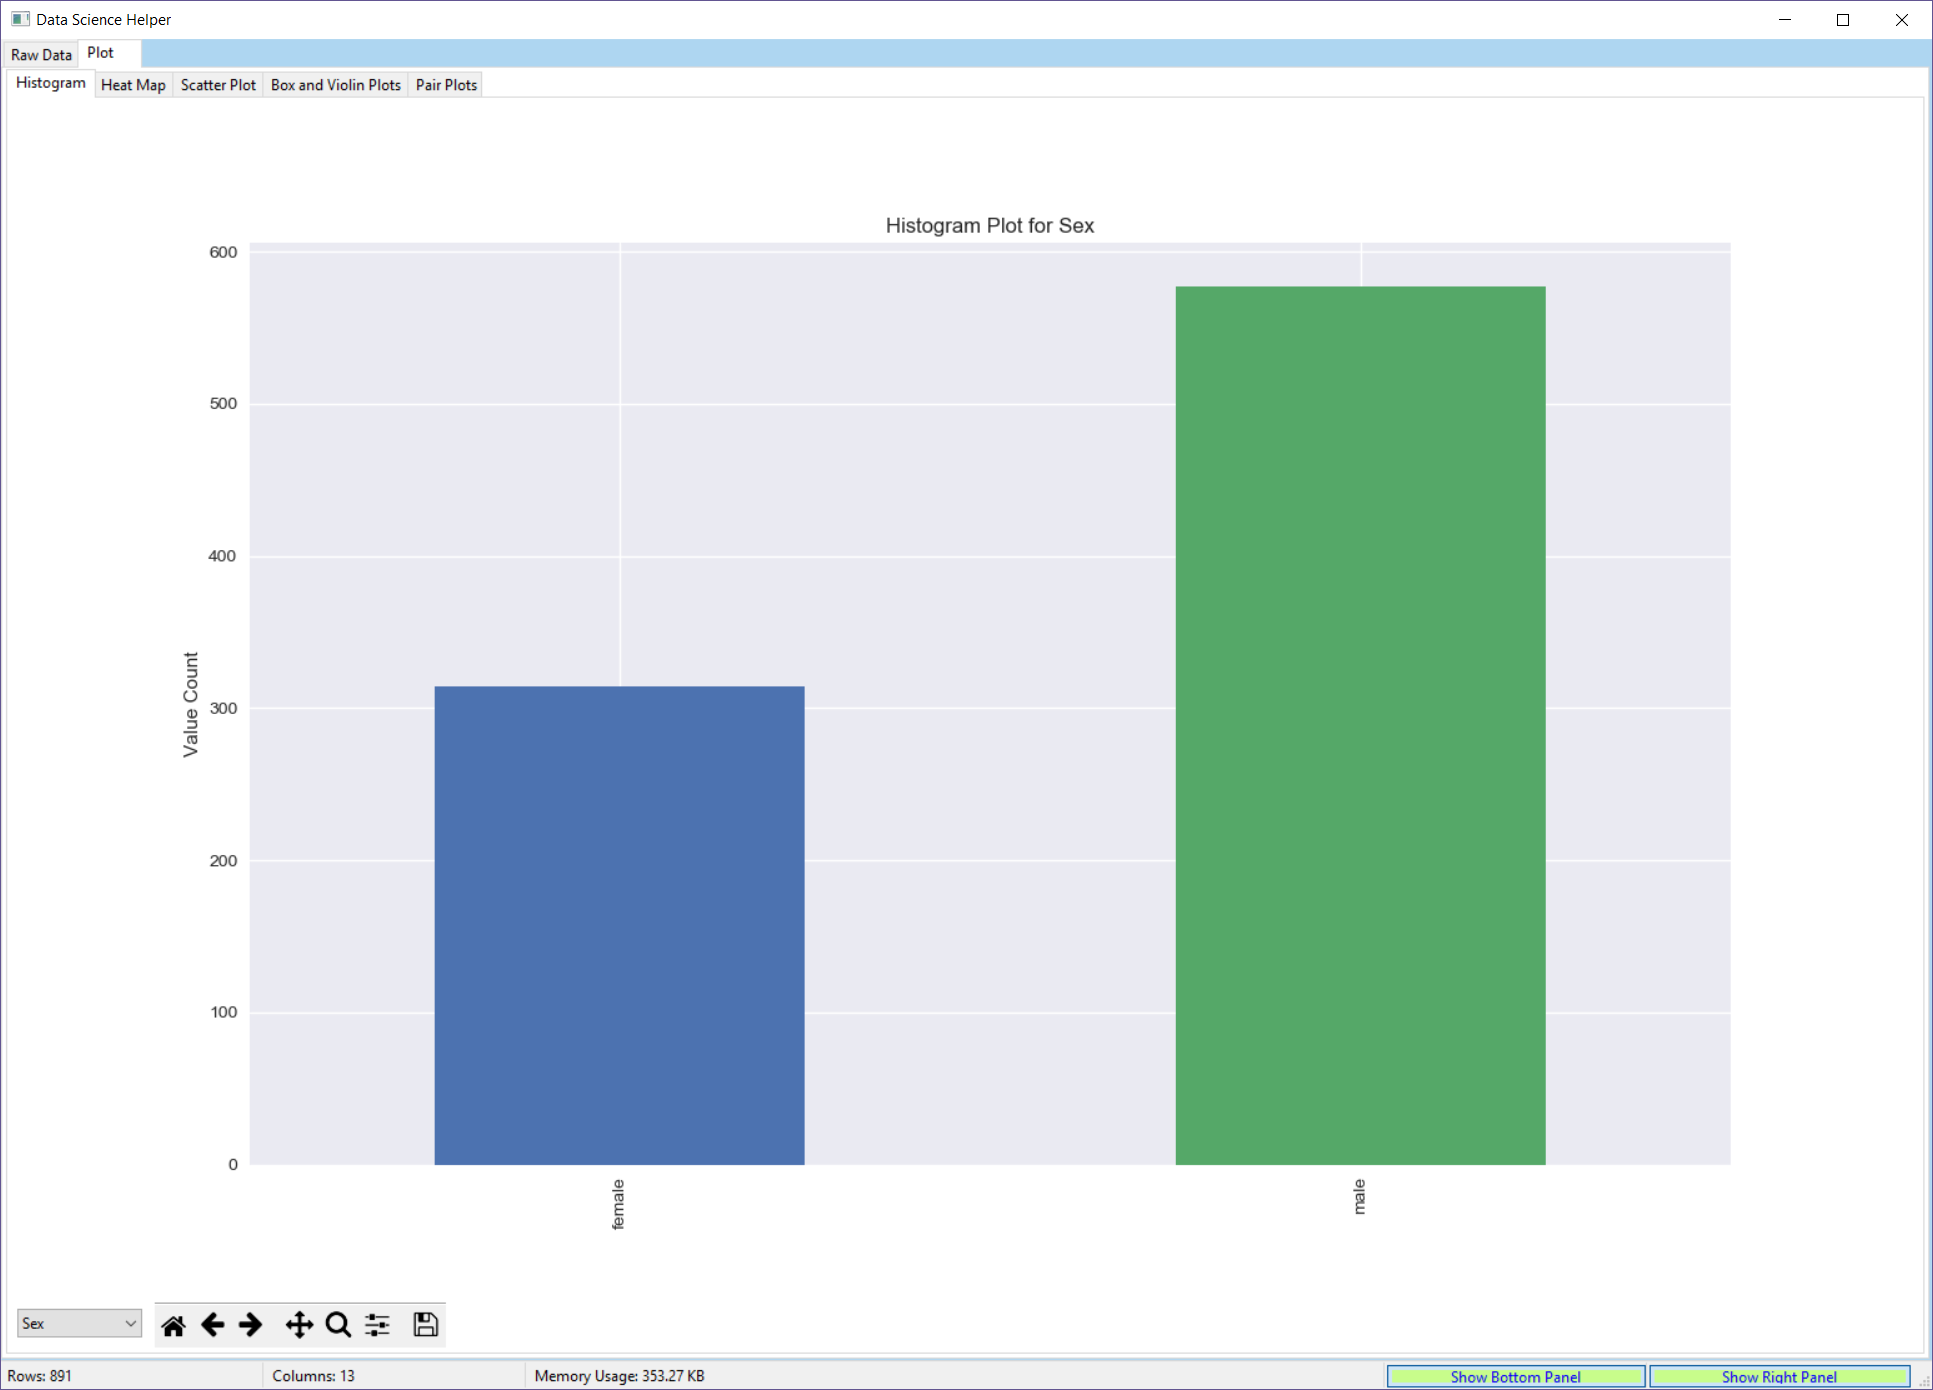 Data Science Helper
Raw Data Plot
Histogram Heat Map Scatter Plot Box and Violin Plots Pair Plots
Histogram Plot for Sex
600
500
400
300
200
100
0
Value Count
female male
Sex
Rows: 891 Columns: 13 Memory Usage: 353.27 KB Show Bottom Panel Show Right Panel